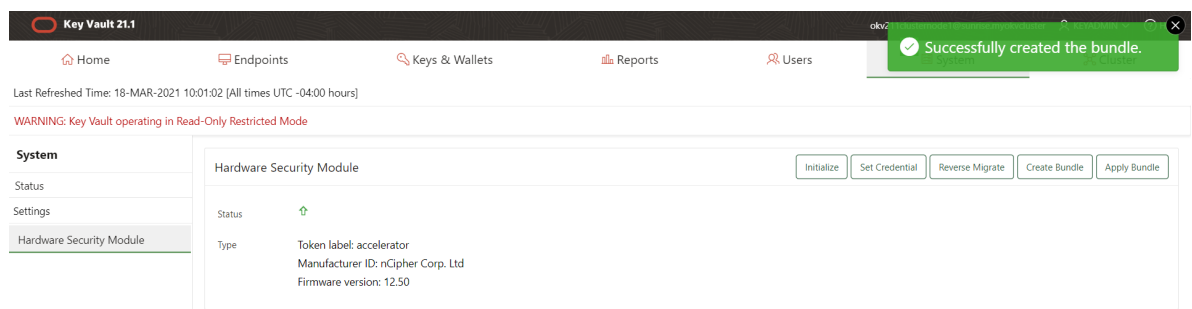 Key Vault 21.1
Successfully created the bundle.
Home
Endpoints
Keys & Wallets
Reports
Users
System
Cluster
Last Refreshed Time: 18-MAR-2021 10:01:02 [All times UTC -04:00 hours]
WARNING: Key Vault operating in Read-Only Restricted Mode
System
Status
Settings
Hardware Security Module
Hardware Security Module
Initialize
Set Credential
Reverse Migrate
Create Bundle
Apply Bundle
Status
Type
Token label: accelerator
Manufacturer ID: nCipher Corp. Ltd
Firmware version: 12.50